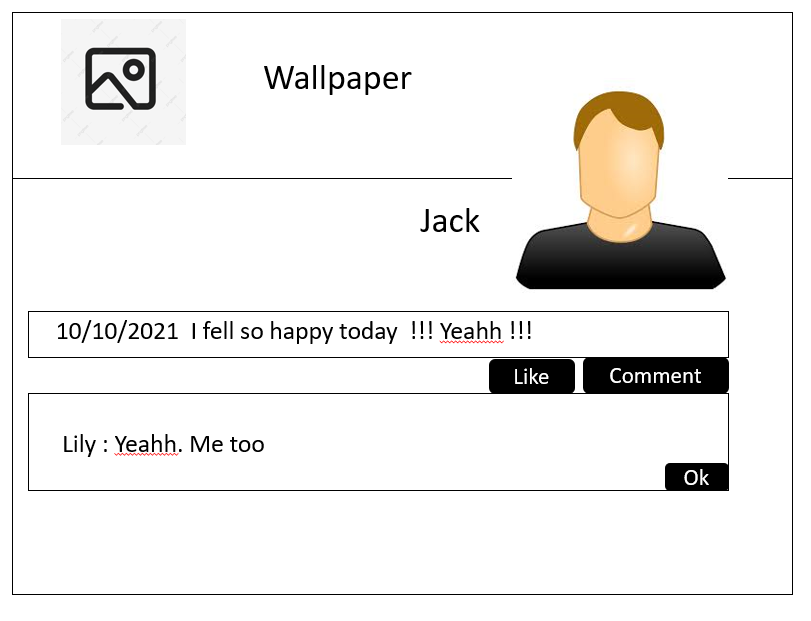 Wallpaper
Jack
10/10/2021  I fell so happy today  !!! Yeahh !!!
Like
Comment
Lily : Yeahh. Me too
Ok